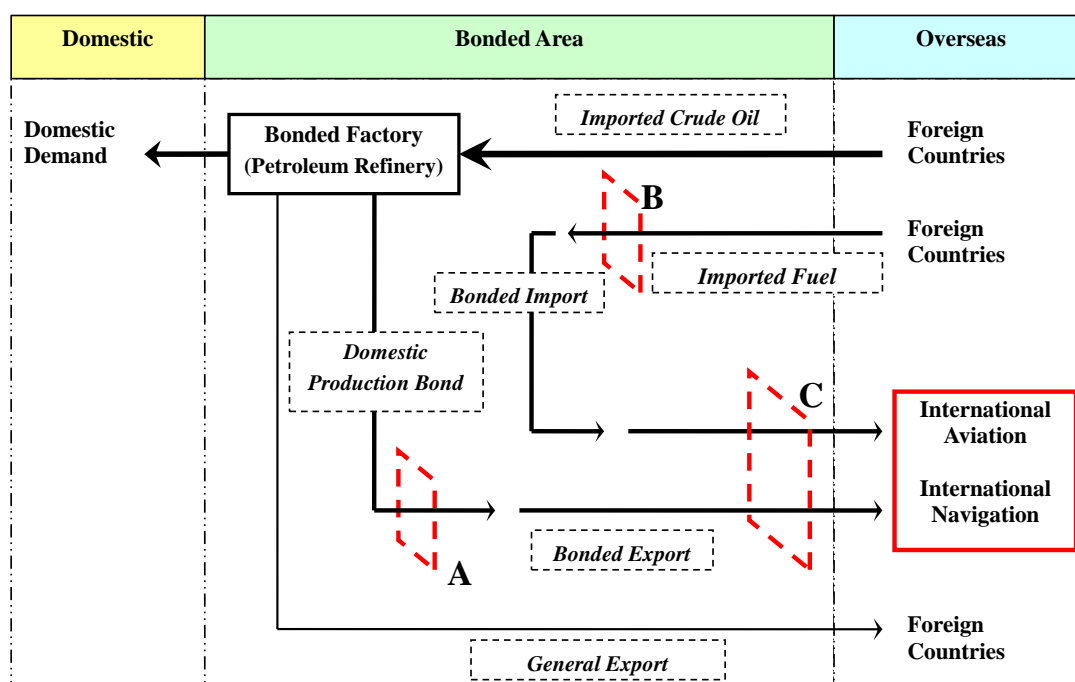 Domestic
Bonded Area
Overseas
Imported Crude Oil
Domestic
Demand
Bonded Factory
(Petroleum Refinery)
Foreign
Countries
B
Foreign
Countries
Bonded Import
Imported Fuel
Domestic
Production Bond
C
International
Aviation
International
Navigation
A
Bonded Export
Foreign
Countries
General Export